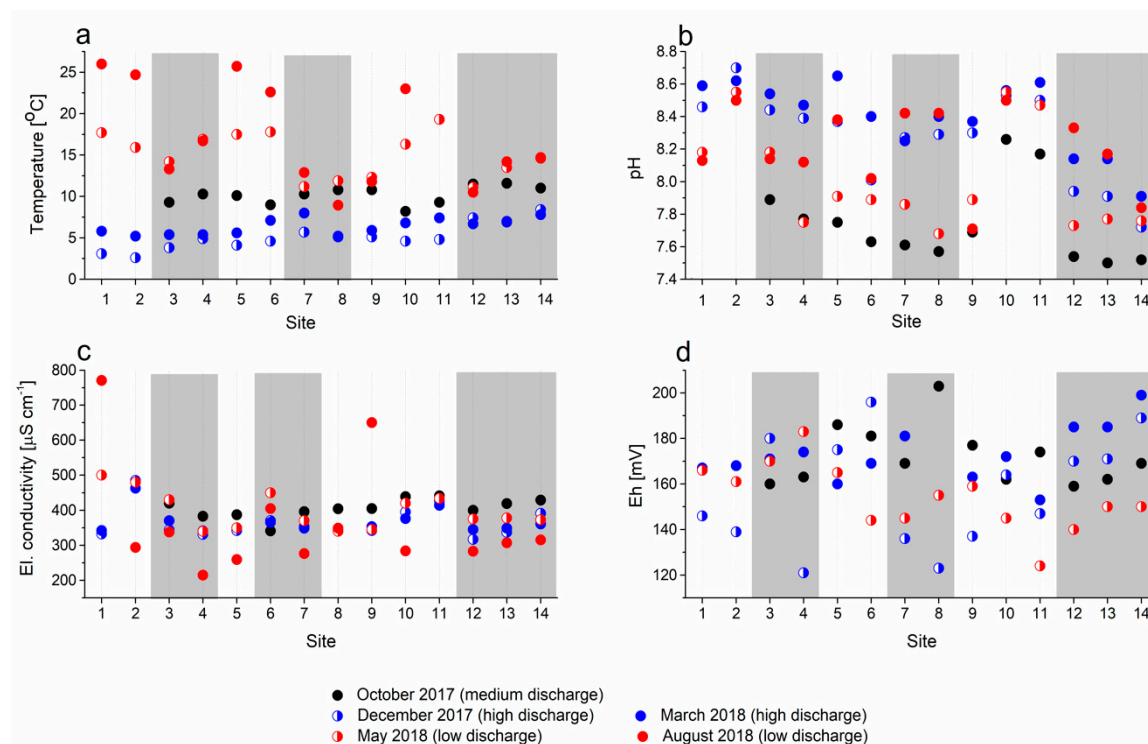 a
Temperature [°C]
25
20
15
10
5
0
1 2 3 4 5 6 7 8 9 10 11 12 13 14
Site
b
pH
8.8
8.6
8.4
8.2
8.0
7.8
7.6
7.4
1 2 3 4 5 6 7 8 9 10 11 12 13 14
Site
c
El. conductivity [µS cm⁻¹]
800
700
600
500
400
300
200
1 2 3 4 5 6 7 8 9 10 11 12 13 14
Site
d
Eh [mV]
200
180
160
140
120
1 2 3 4 5 6 7 8 9 10 11 12 13 14
Site
October 2017 (medium discharge)
December 2017 (high discharge) March 2018 (high discharge)
May 2018 (low discharge) August 2018 (low discharge)